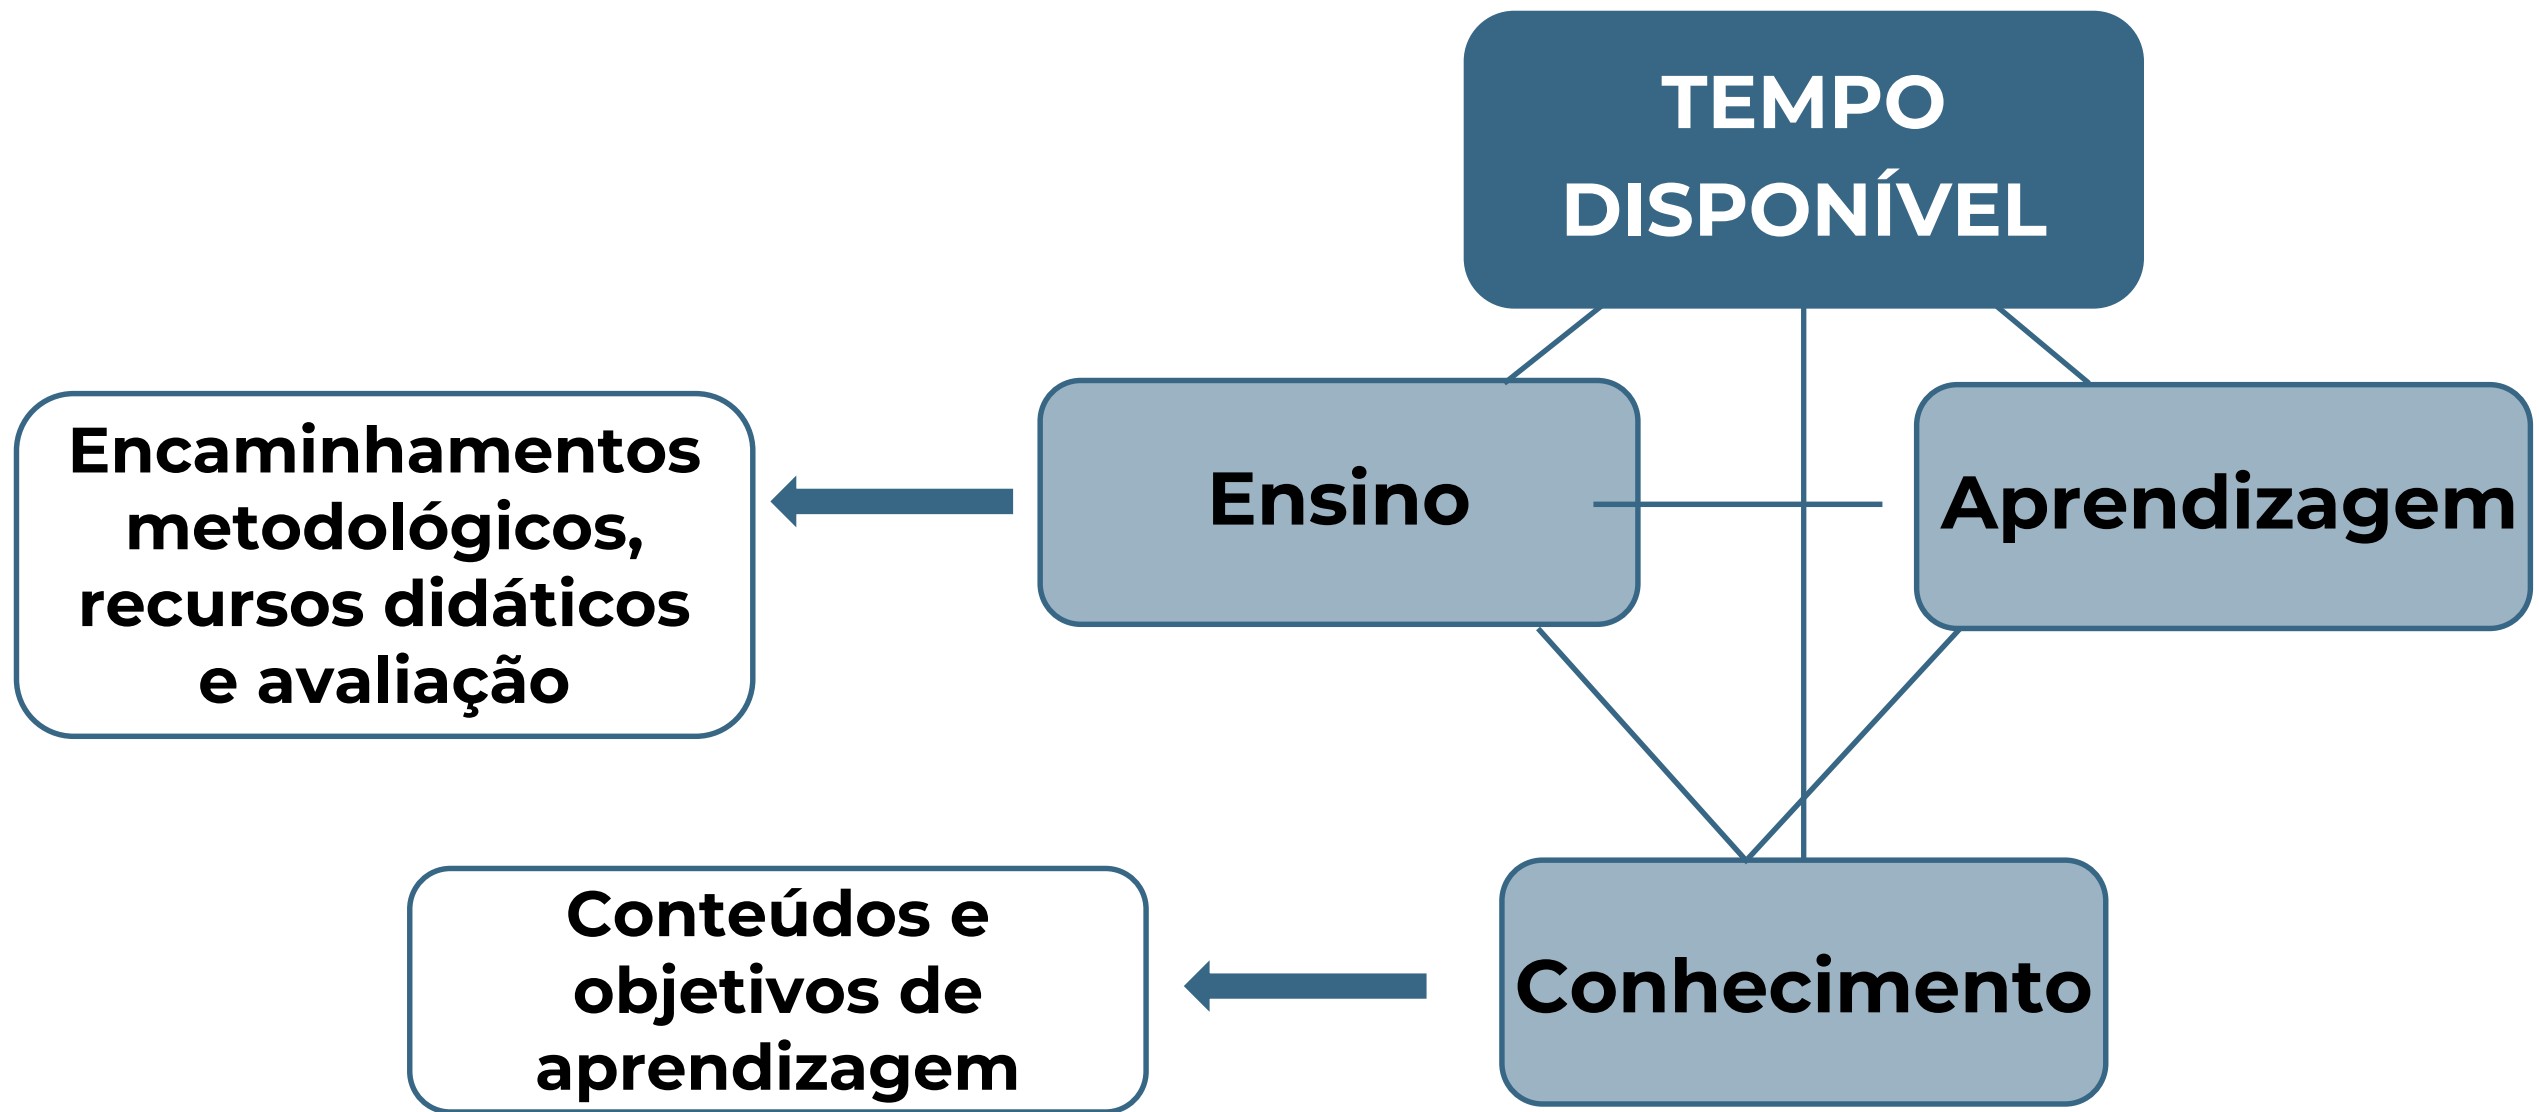 TEMPO
DISPONÍVEL
Encaminhamentos
metodológicos,
recursos didáticos
e avaliação
Ensino
Aprendizagem
Conteúdos e
objetivos de
aprendizagem
Conhecimento